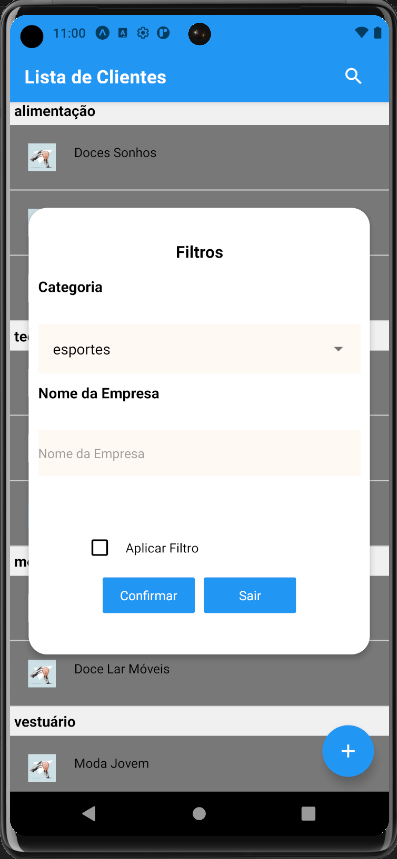 11:00
Lista de Clientes
alimentação
Doces Sonhos
Filtros
Categoria
esportes
Nome da Empresa
Nome da Empresa
Aplicar Filtro
Confirmar Sair
Doce Lar Móveis
vestuário
Moda Jovem